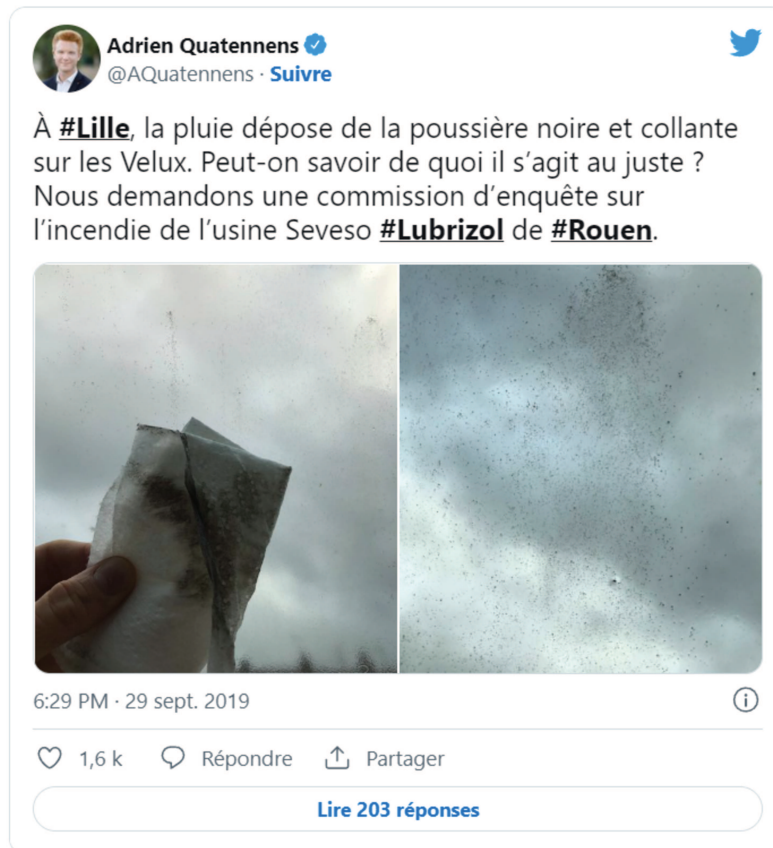 Adrien Quatennens
@AQuatennens · Suivre
À #Lille, la pluie dépose de la poussière noire et collante
sur les Velux. Peut-on savoir de quoi il s’agit au juste ?
Nous demandons une commission d’enquête sur
l’incendie de l’usine Seveso #Lubrizol de #Rouen.
6:29 PM · 29 sept. 2019
1,6 k Répondre Partager
Lire 203 réponses